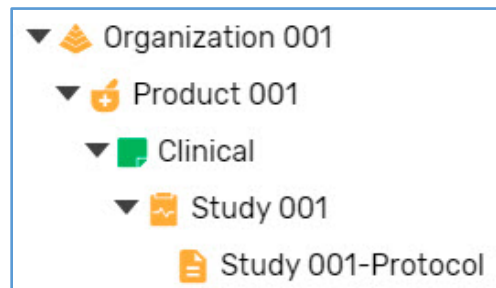 Organization 001
Product 001
Clinical
Study 001
Study 001-Protocol